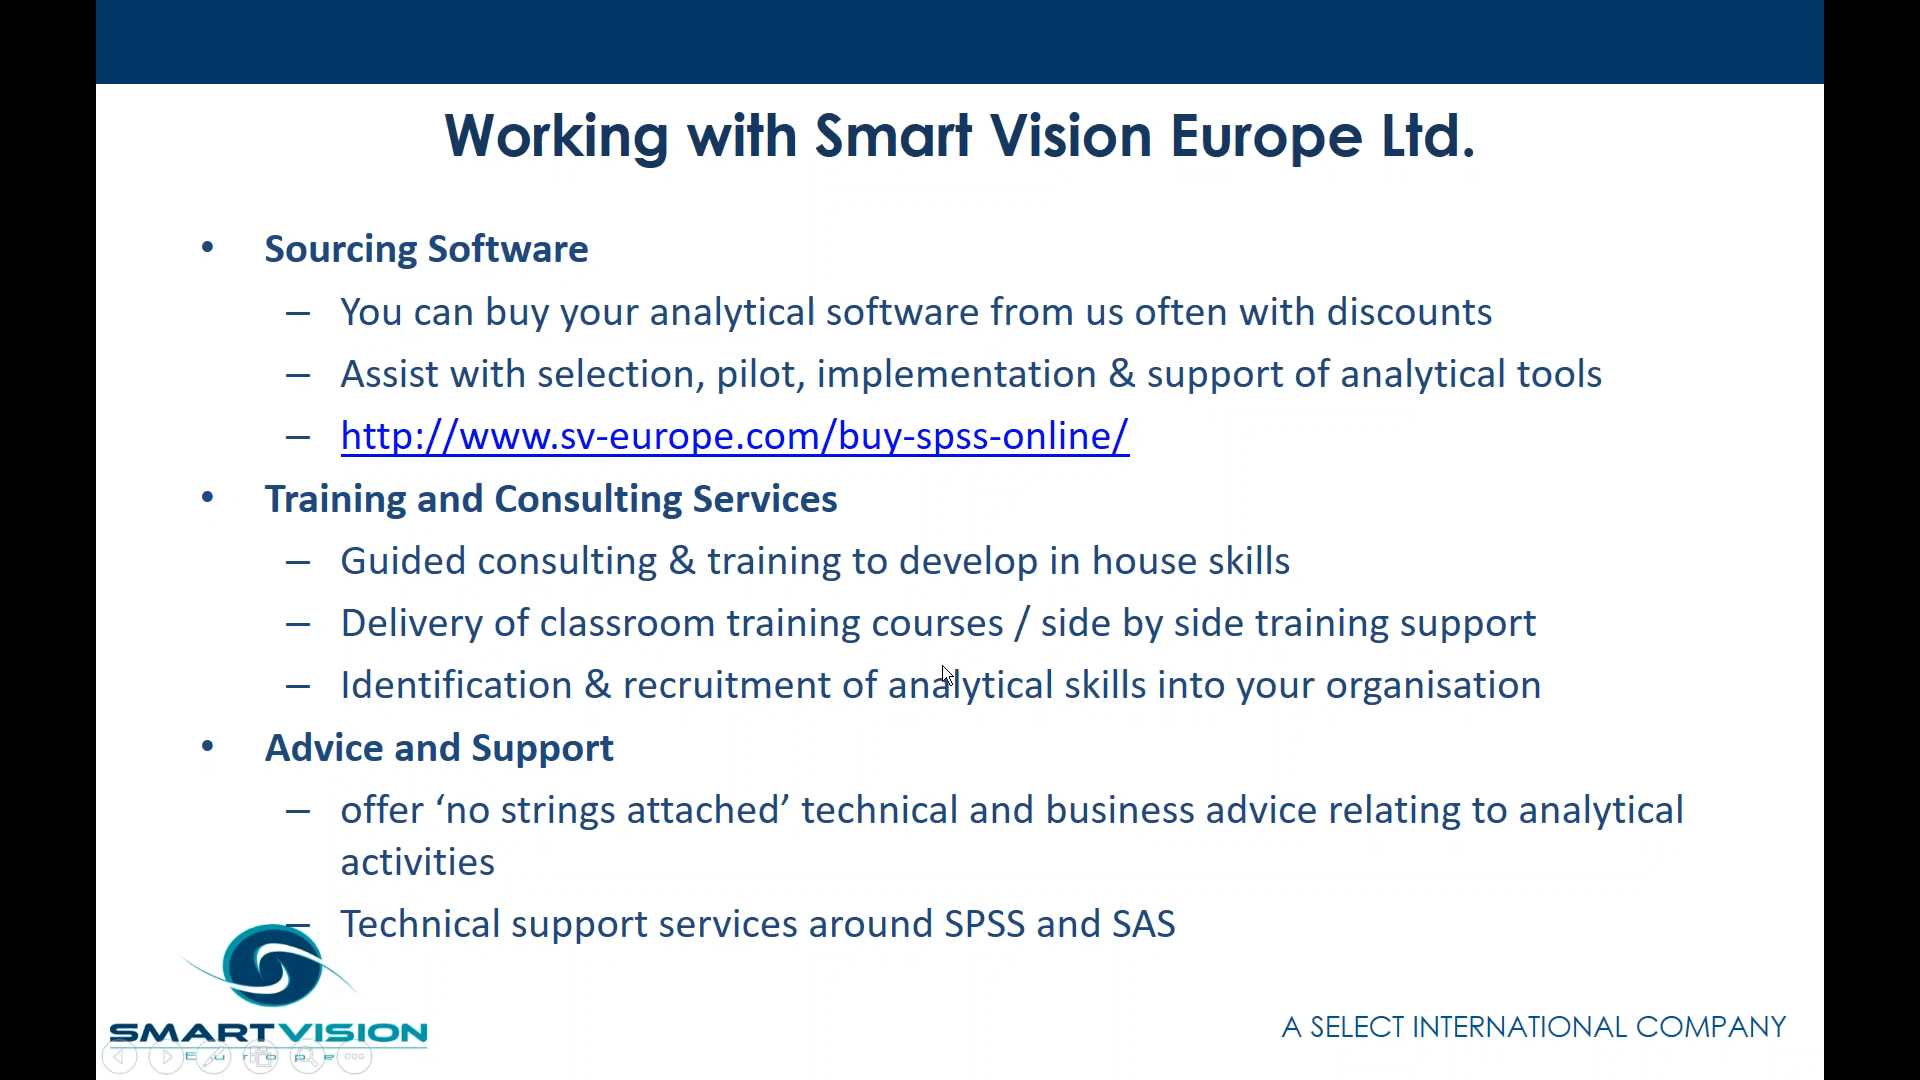 Working with Smart Vision Europe Ltd.
• Sourcing Software
– You can buy your analytical software from us often with discounts
– Assist with selection, pilot, implementation & support of analytical tools
– http://www.sv-europe.com/buy-spss-online/
• Training and Consulting Services
– Guided consulting & training to develop in house skills
– Delivery of classroom training courses / side by side training support
– Identification & recruitment of analytical skills into your organisation
• Advice and Support
– offer ‘no strings attached’ technical and business advice relating to analytical
activities
– Technical support services around SPSS and SAS
SMARTVISION
Europe
A SELECT INTERNATIONAL COMPANY